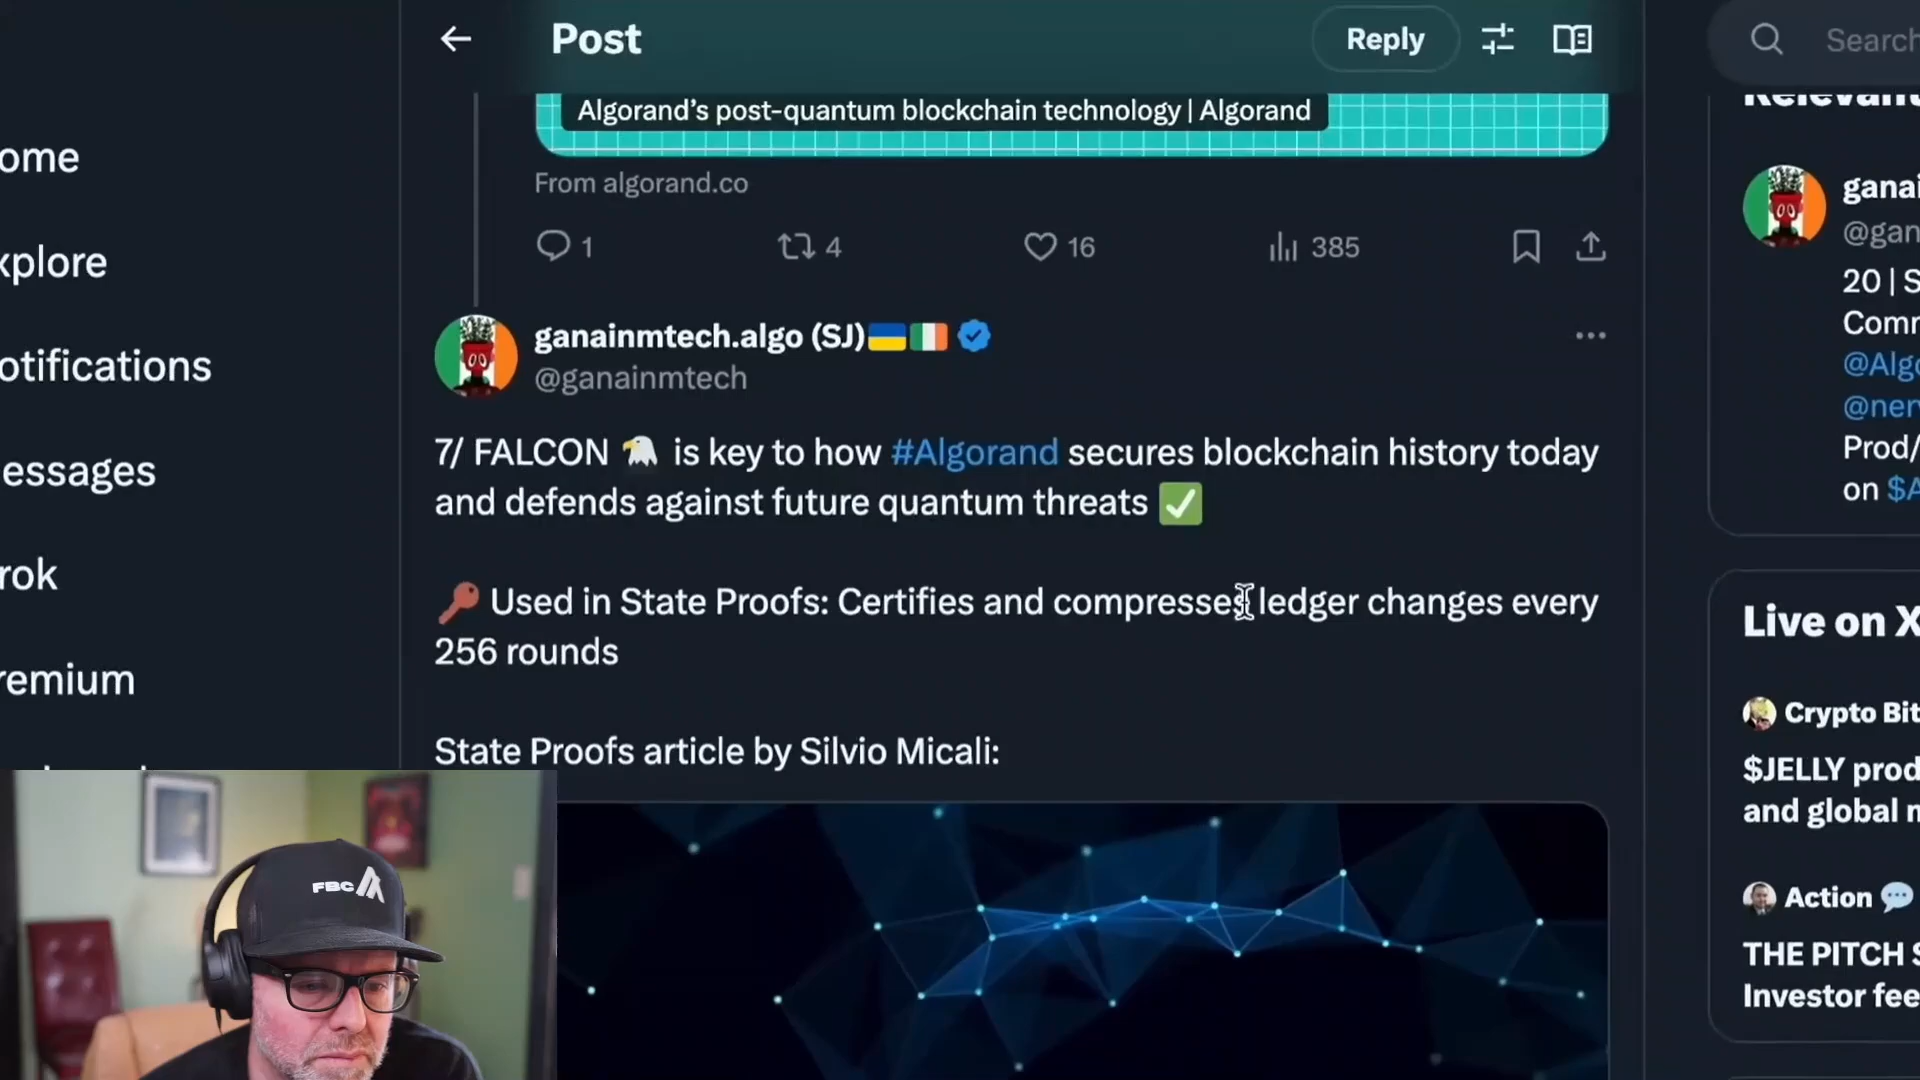 Post
Reply
Search
Algorand's post-quantum blockchain technology | Algorand
From algorand.co
1
4
16
385
ganainmtech.algo (SJ)
@ganainmtech
7/ FALCON 🦅 is key to how #Algorand secures blockchain history today
and defends against future quantum threats ✅
🔑 Used in State Proofs: Certifies and compresses ledger changes every
256 rounds
State Proofs article by Silvio Micali:
ome
xplore
otifications
essages
rok
remium
ganai
@gan
20 | S
Comm
@Algo
@ner
Prod/
on $A
Live on X
Crypto Bit
$JELLY prod
and global n
Action 💬
THE PITCH S
Investor fee
FBC